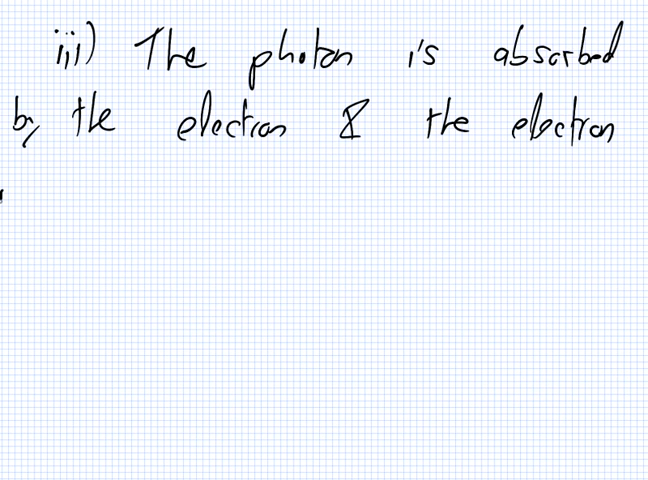 iii) The photon is absorbed
by the electron & the electron